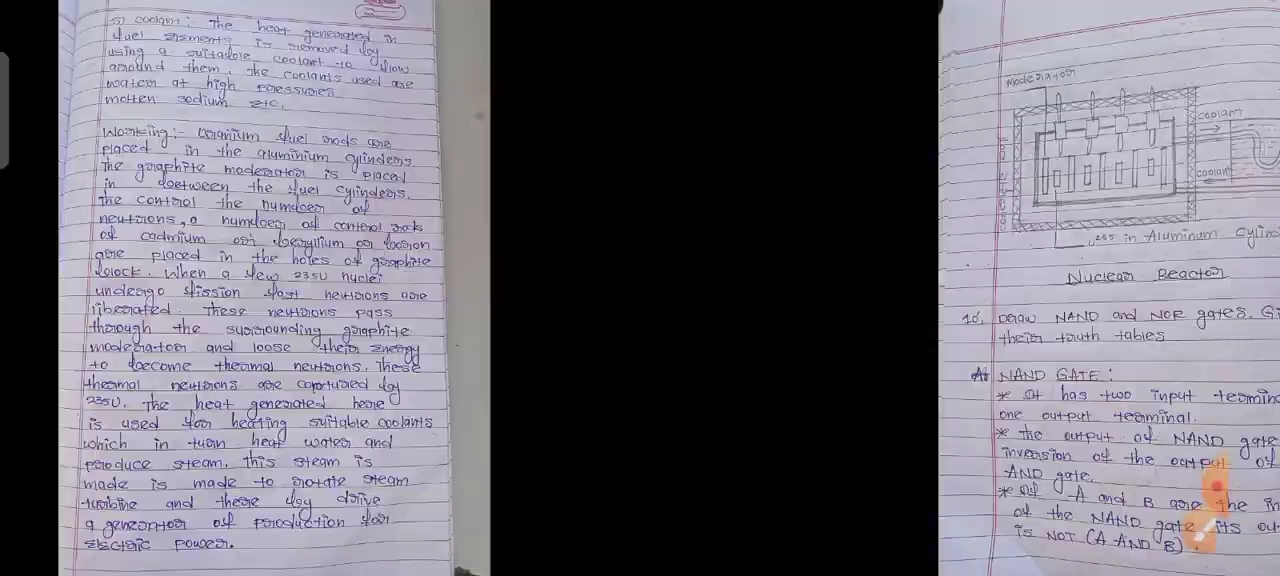 5) coolant: The heat generated in
fuel elements is removed by
using a suitable coolant to flow
around them. the coolants used are
water at high pressures
molten sodium etc.
Working:- Uranium fuel rods are
placed in the aluminium cylinders.
the graphite moderator is placed
in between the fuel cylinders.
the control the number of
neutrons, a number of control rods
of cadmium or beryllium or boron
are placed in the holes of graphite
block. When a few 235U nuclei
undergo fission fast neutrons are
liberated. These neutrons pass
through the surrounding graphite
moderator and loose their energy
to become thermal neutrons. These
thermal neutrons are captured by
235U. the heat generated here
is used for heating suitable coolants
which in turn heat water and
produce steam. this steam is
made is made to rotate steam
turbine and there by drive
a generator of production for
electric power.
moderator
coolant
coolant
U235 in Aluminum cylin
Nuclear Reactor
16. Draw NAND and NOR gates. Gi
their truth tables
A: NAND GATE:
* It has two input termin
one output terminal.
* the output of NAND gate
inversion of the output of
AND gate.
* If A and B are the in
of the NAND gate its ou
is NOT (A AND B).